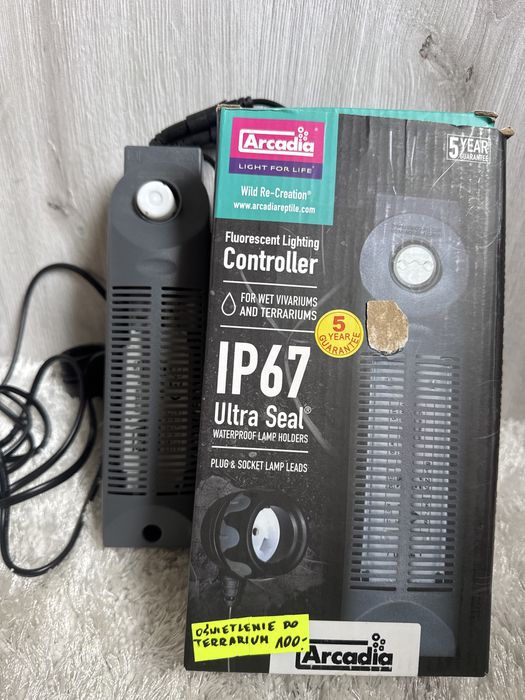 Arcadia
LIGHT FOR LIFE
Wild Re-Creation®
www.arcadiareptile.com
5 YEAR
GUARANTEE
Fluorescent Lighting
Controller
FOR WET VIVARIUMS
AND TERRARIUMS
5
YEAR
GUARANTEE
IP67
Ultra Seal®
WATERPROOF LAMP HOLDERS
PLUG & SOCKET LAMP LEADS
OŚWIETLENIE DO
TERRARIUM 100.-
Arcadia